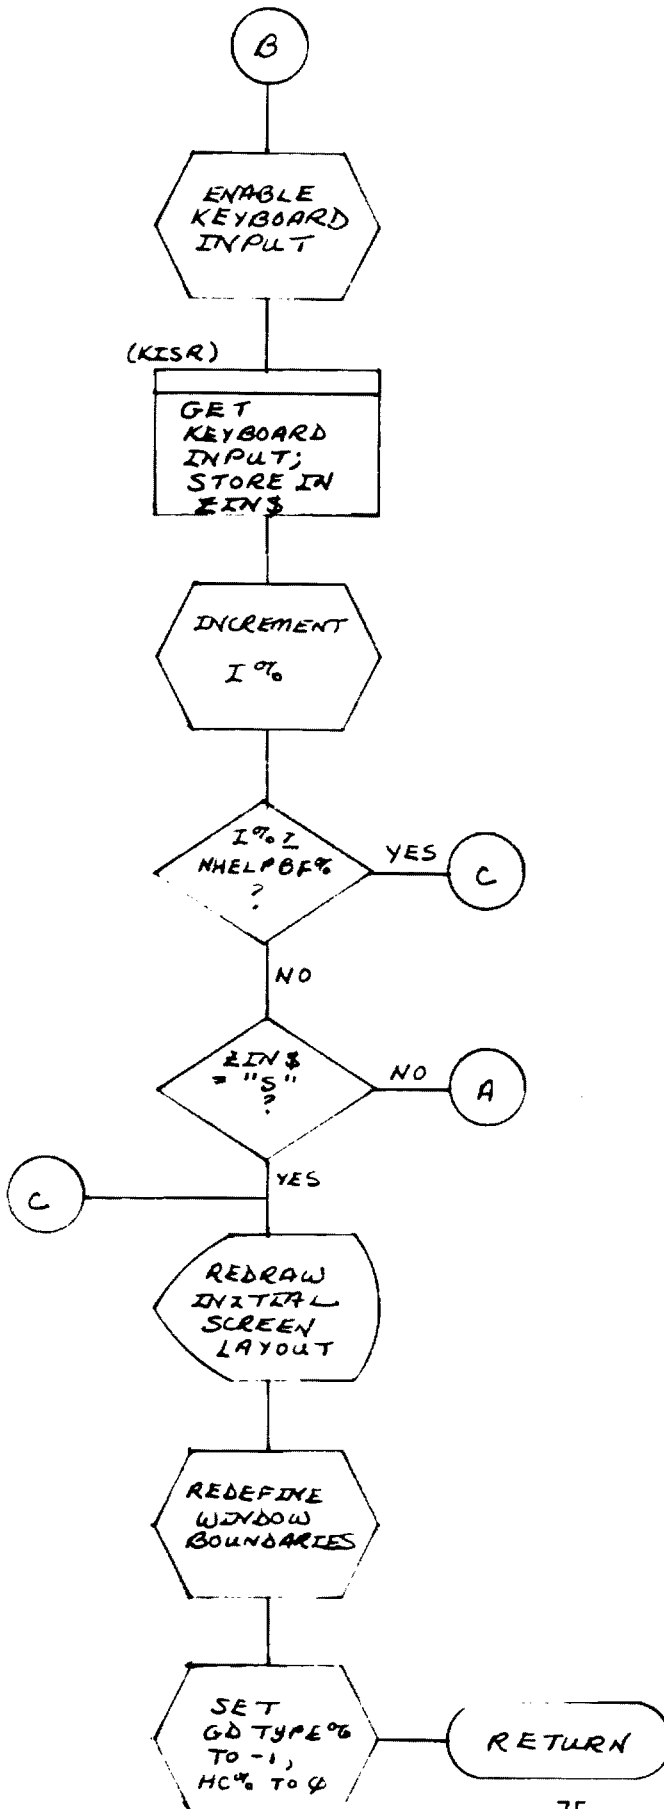 B
ENABLE
KEYBOARD
INPUT
(KISR)
GET
KEYBOARD
INPUT;
STORE IN
ZIN$
INCREMENT
I%
I% ≥
NHELPBF%
?
YES
C
NO
ZIN$
= "S"
?
NO
A
YES
C
REDRAW
INITIAL
SCREEN
LAYOUT
REDEFINE
WINDOW
BOUNDARIES
SET
GDTYPE%
TO -1,
HC% TO 0
RETURN